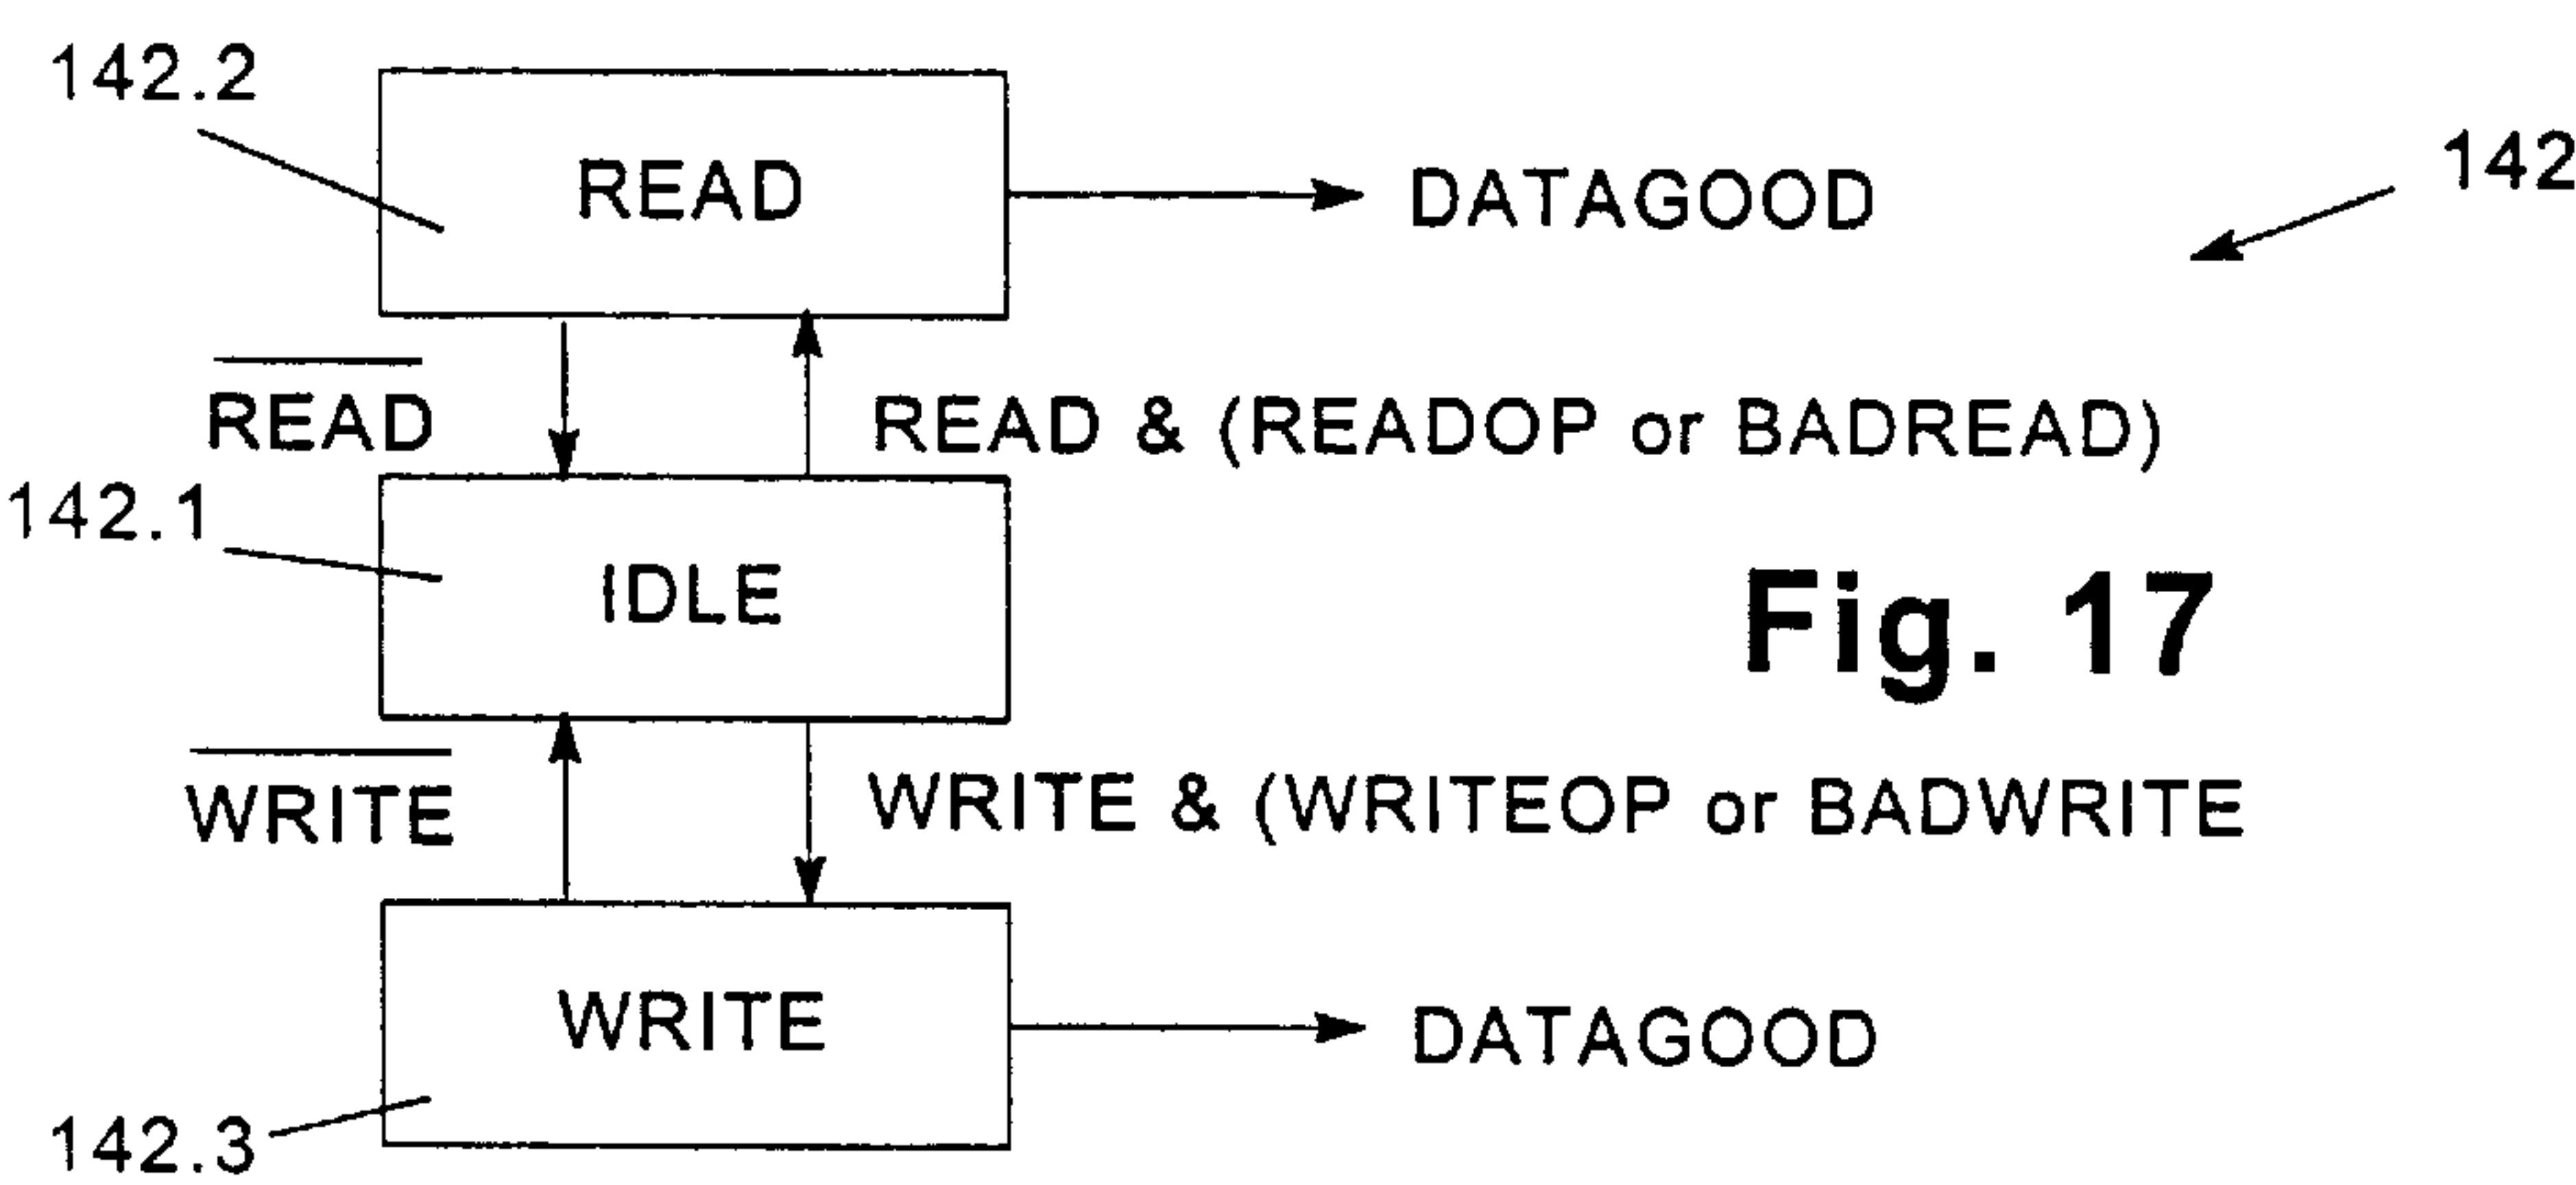 142.2
READ
DATAGOOD
142
READ
READ & (READOP or BADREAD)
142.1
IDLE
Fig. 17
WRITE
WRITE & (WRITEOP or BADWRITE
WRITE
DATAGOOD
142.3